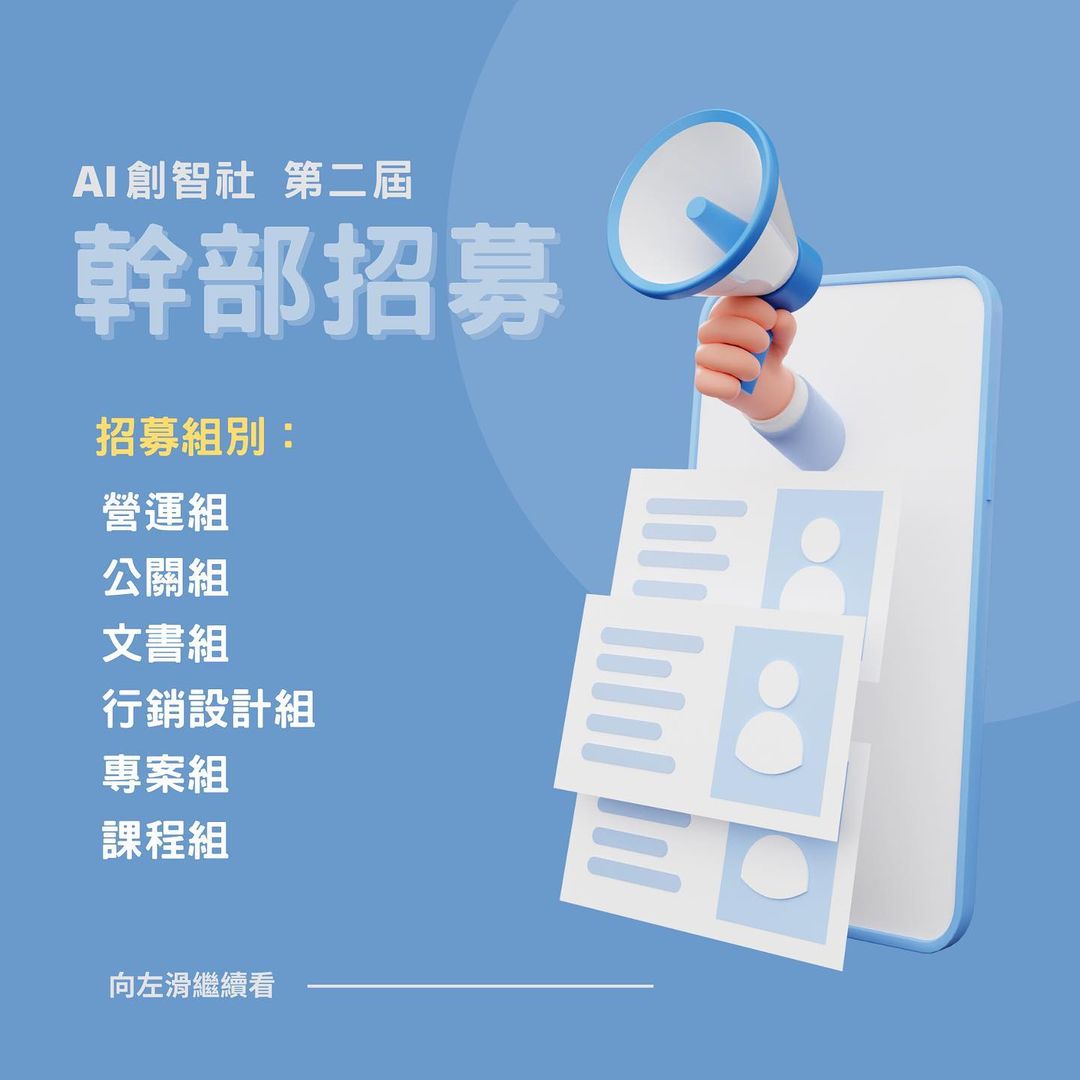 AI創智社 第二屆
幹部招募
招募組別：
營運組
公關組
文書組
行銷設計組
專案組
課程組
向左滑繼續看